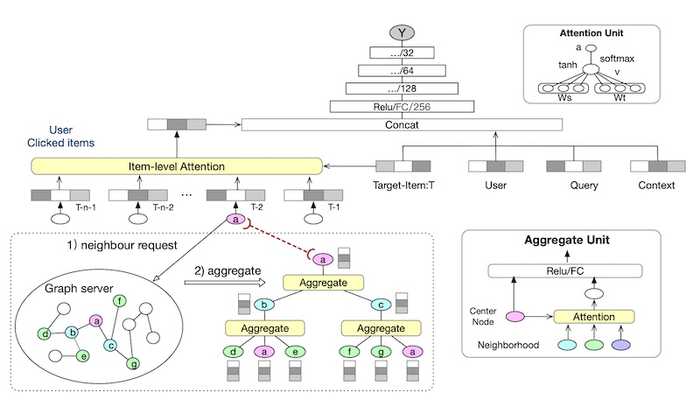 Y
.../32
.../64
.../128
Relu/FC/256
Concat
Attention Unit
a
softmax
tanh
v
Ws
Wt
User
Clicked items
Item-level Attention
Target-Item:T
User
Query
Context
T-n-1
T-n-2
...
T-2
T-1
a
1) neighbour request
Graph server
2) aggregate
a
Aggregate
b
c
Aggregate
Aggregate
d
a
e
f
g
a
f
a
d
b
c
e
g
Aggregate Unit
Relu/FC
Center
Node
Attention
Neighborhood